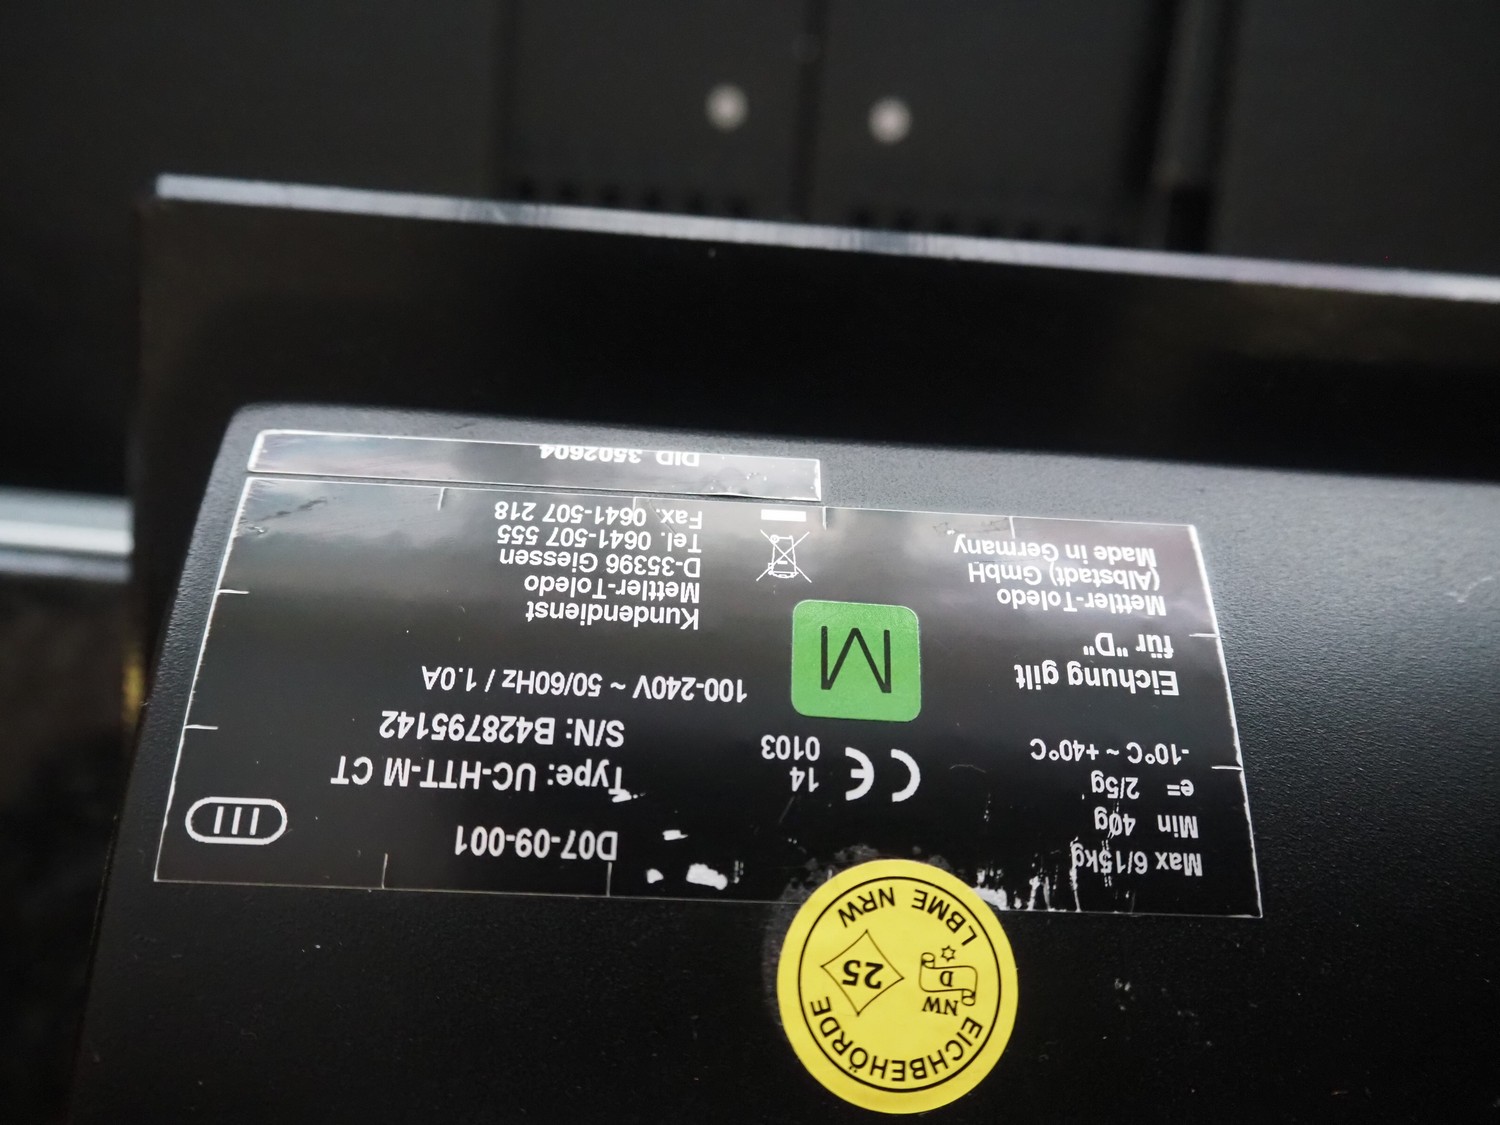 Max 6/15kg
Min 40g
e= 2/5g
-10°C ~ +40°C
Eichung gilt
für "D"
Mettler-Toledo
(Albstadt) GmbH
Made in Germany
CE
14
0103
M
D07-09-001
III
Type: UC-HTT-M CT
S/N: B428795142
100-240V ~ 50/60Hz / 1.0A
Kundendienst
Mettler-Toledo
D-35396 Giessen
Tel. 0641-507 555
Fax. 0641-507 218
DID 3502604
EICHBEHÖRDE
NW
D
25
LBME NRW